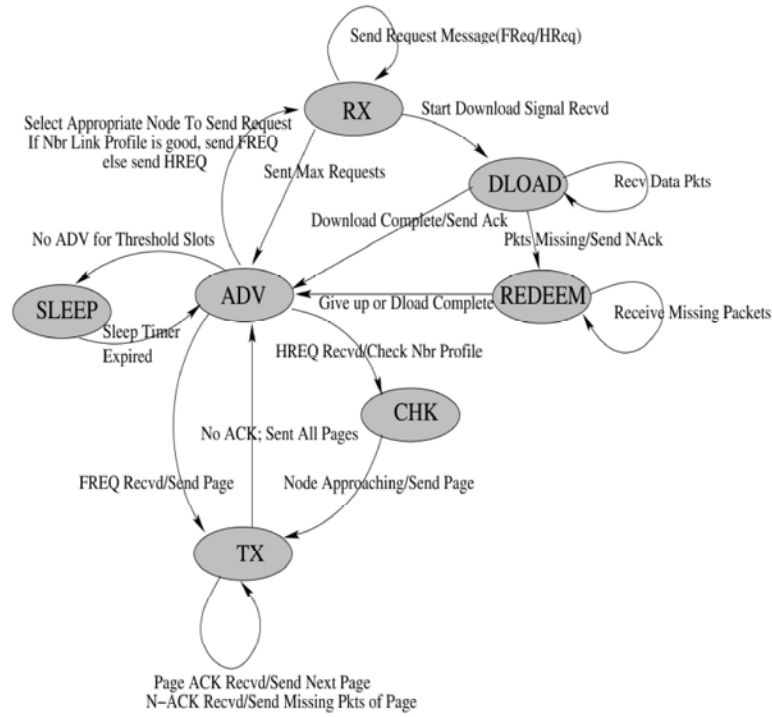 Send Request Message(FReq/HReq)
RX
Select Appropriate Node To Send Request
If Nbr Link Profile is good, send FREQ
else send HREQ
Start Download Signal Recvd
Sent Max Requests
DLOAD
Recv Data Pkts
Download Complete/Send Ack
Pkts Missing/Send NAck
No ADV for Threshold Slots
SLEEP
ADV
Give up or Dload Complete
REDEEM
Receive Missing Packets
Sleep Timer
Expired
HREQ Recvd/Check Nbr Profile
CHK
No ACK; Sent All Pages
FREQ Recvd/Send Page
Node Approaching/Send Page
TX
Page ACK Recvd/Send Next Page
N-ACK Recvd/Send Missing Pkts of Page